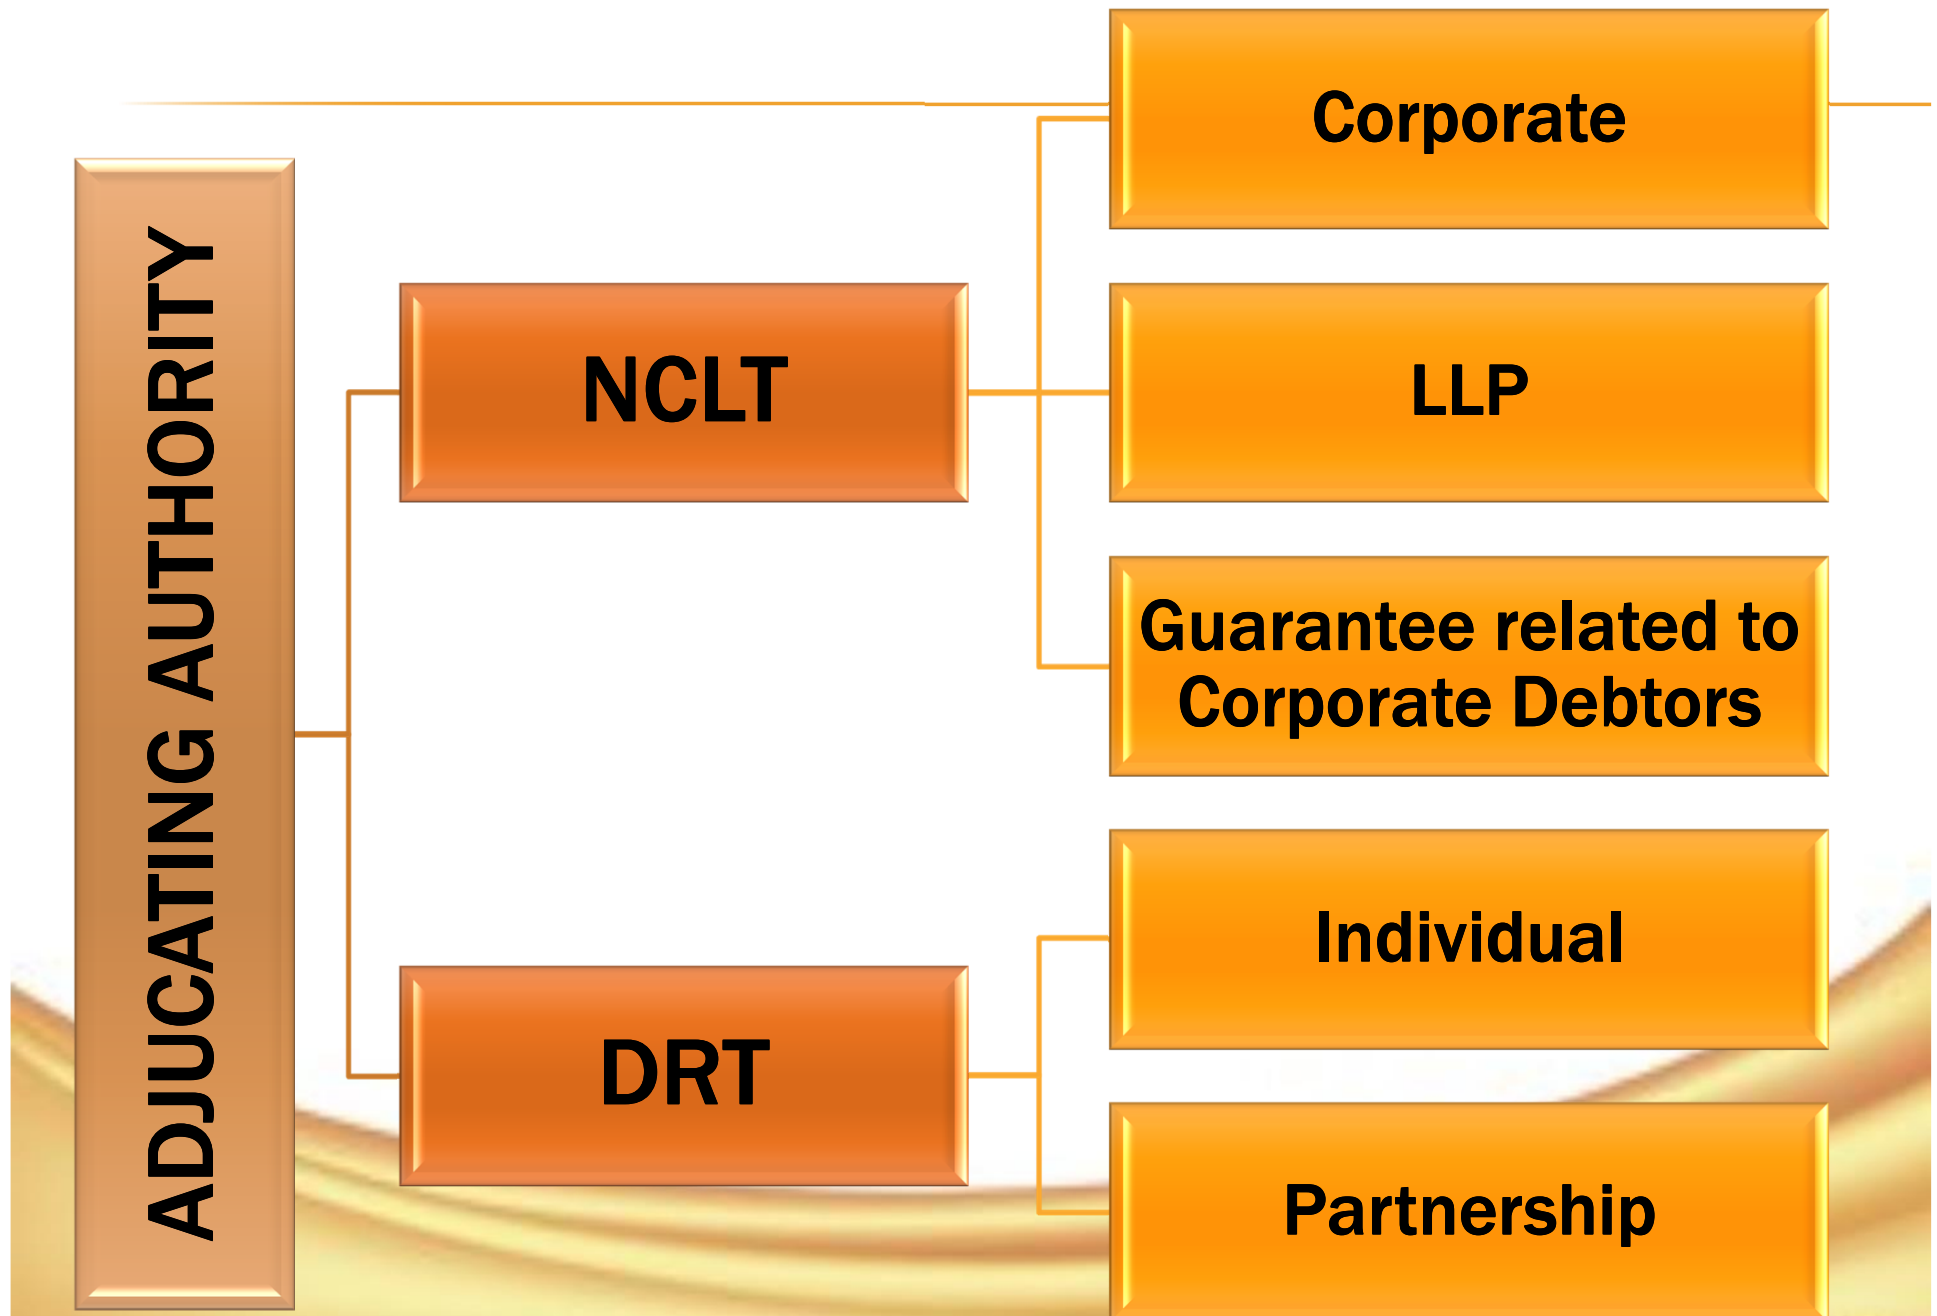 ADJUCATING AUTHORITY
NCLT
Corporate
LLP
Guarantee related to
Corporate Debtors
DRT
Individual
Partnership